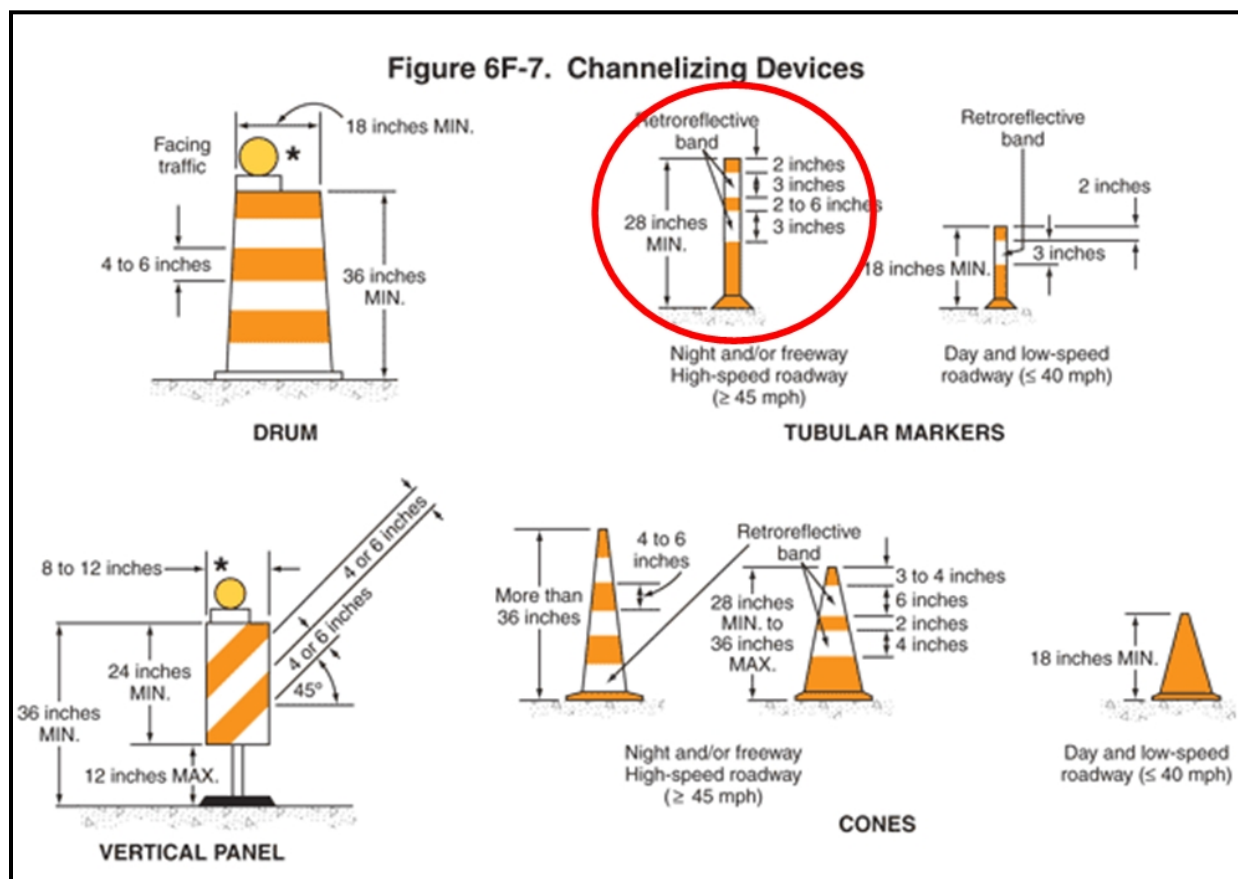 Figure 6F-7. Channelizing Devices
18 inches MIN.
Facing
traffic
*
4 to 6 inches
36 inches
MIN.
DRUM
Retroreflective
band
2 inches
3 inches
2 to 6 inches
3 inches
28 inches
MIN.
Night and/or freeway
High-speed roadway
(≥ 45 mph)
Retroreflective
band
2 inches
3 inches
18 inches MIN.
Day and low-speed
roadway (≤ 40 mph)
TUBULAR MARKERS
8 to 12 inches
*
4 or 6 inches
4 or 6 inches
45º
24 inches
MIN.
36 inches
MIN.
12 inches MAX.
VERTICAL PANEL
More than
36 inches
4 to 6
inches
Retroreflective
band
28 inches
MIN. to
36 inches
MAX.
3 to 4 inches
6 inches
2 inches
4 inches
Night and/or freeway
High-speed roadway
(≥ 45 mph)
18 inches MIN.
Day and low-speed
roadway (≤ 40 mph)
CONES